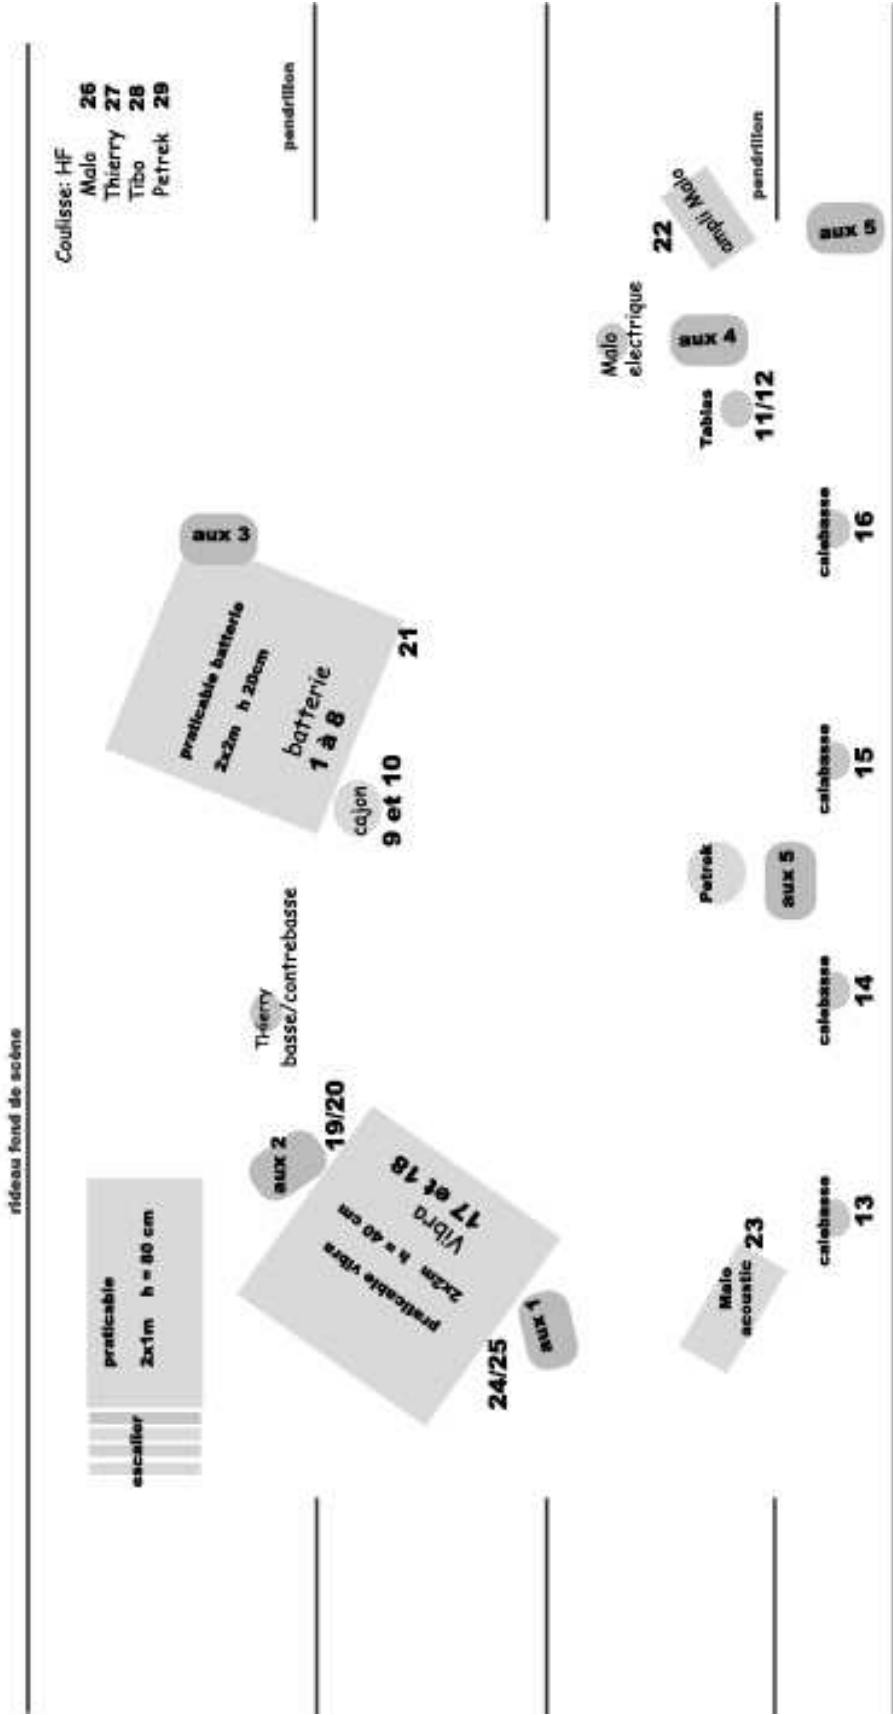 rideau fond de scène
Coulisse: HF
Malo 26
Thierry 27
Tibo 28
Petrek 29
pendrillon
pendrillon
praticable
2x1m h = 80 cm
escalier
aux 2
19/20
Thierry
basse/contrebasse
praticable vibra
2x2m h = 40 cm
Vibra
17 et 18
24/25
aux 1
praticable batterie
2x2m h 20cm
batterie
1 à 8
aux 3
21
cajon
9 et 10
Malo
electrique
22
ampli Malo
aux 4
Tablas
11/12
aux 5
Petrek
aux 5
Malo
acoustic
23
calebasse
13
calebasse
14
calebasse
15
calebasse
16